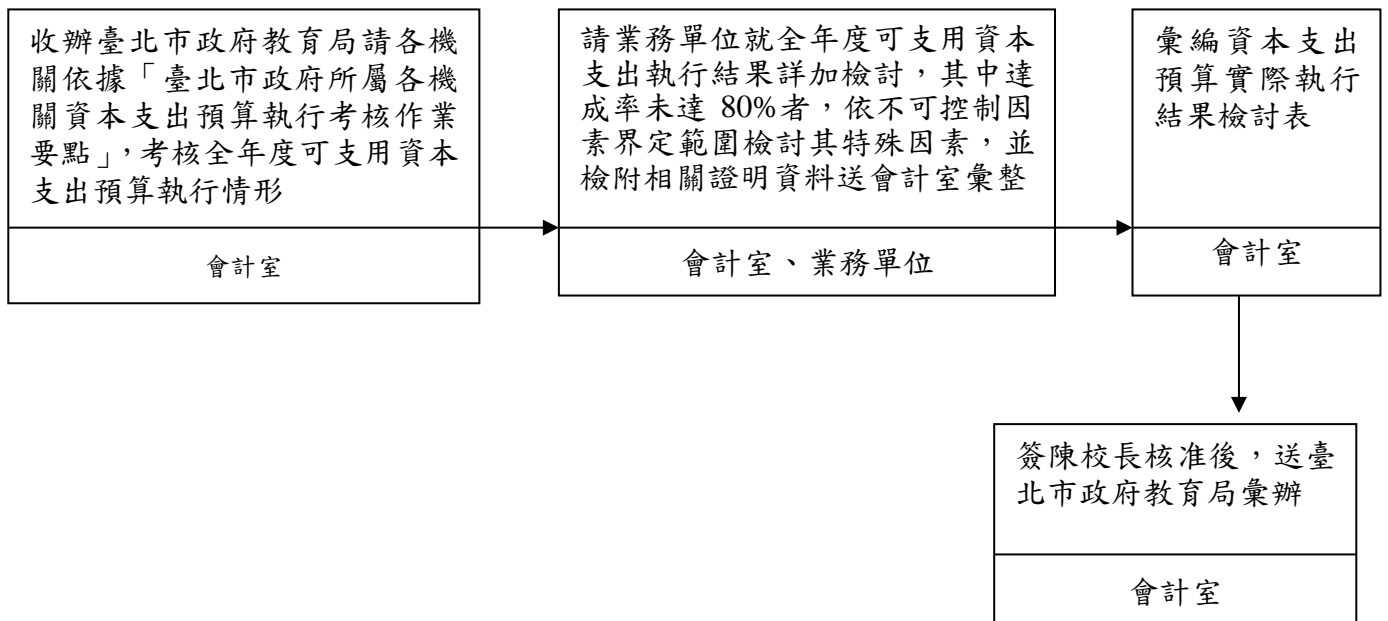 收辦臺北市政府教育局請各機
關依據「臺北市政府所屬各機
關資本支出預算執行考核作業
要點」，考核全年度可支用資本
支出預算執行情形
會計室
請業務單位就全年度可支用資本
支出執行結果詳加檢討，其中達
成率未達 80%者，依不可控制因
素界定範圍檢討其特殊因素，並
檢附相關證明資料送會計室彙整
會計室、業務單位
彙編資本支出
預算實際執行
結果檢討表
會計室
簽陳校長核准後，送臺
北市政府教育局彙辦
會計室